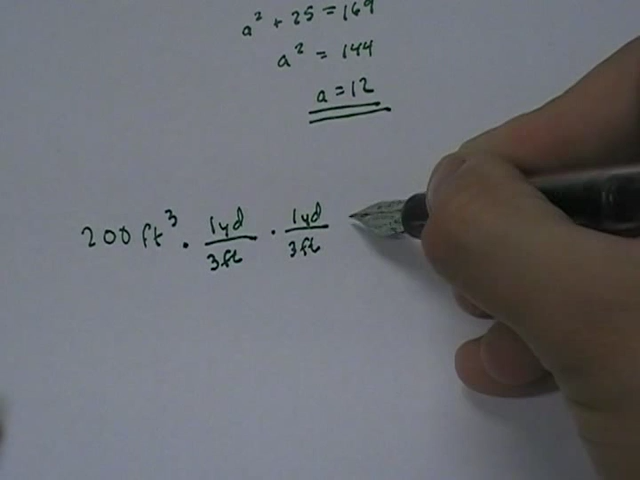 a² + 25 = 169
a² = 144
a = 12
200 ft³ · 1yd/3ft · 1yd/3ft